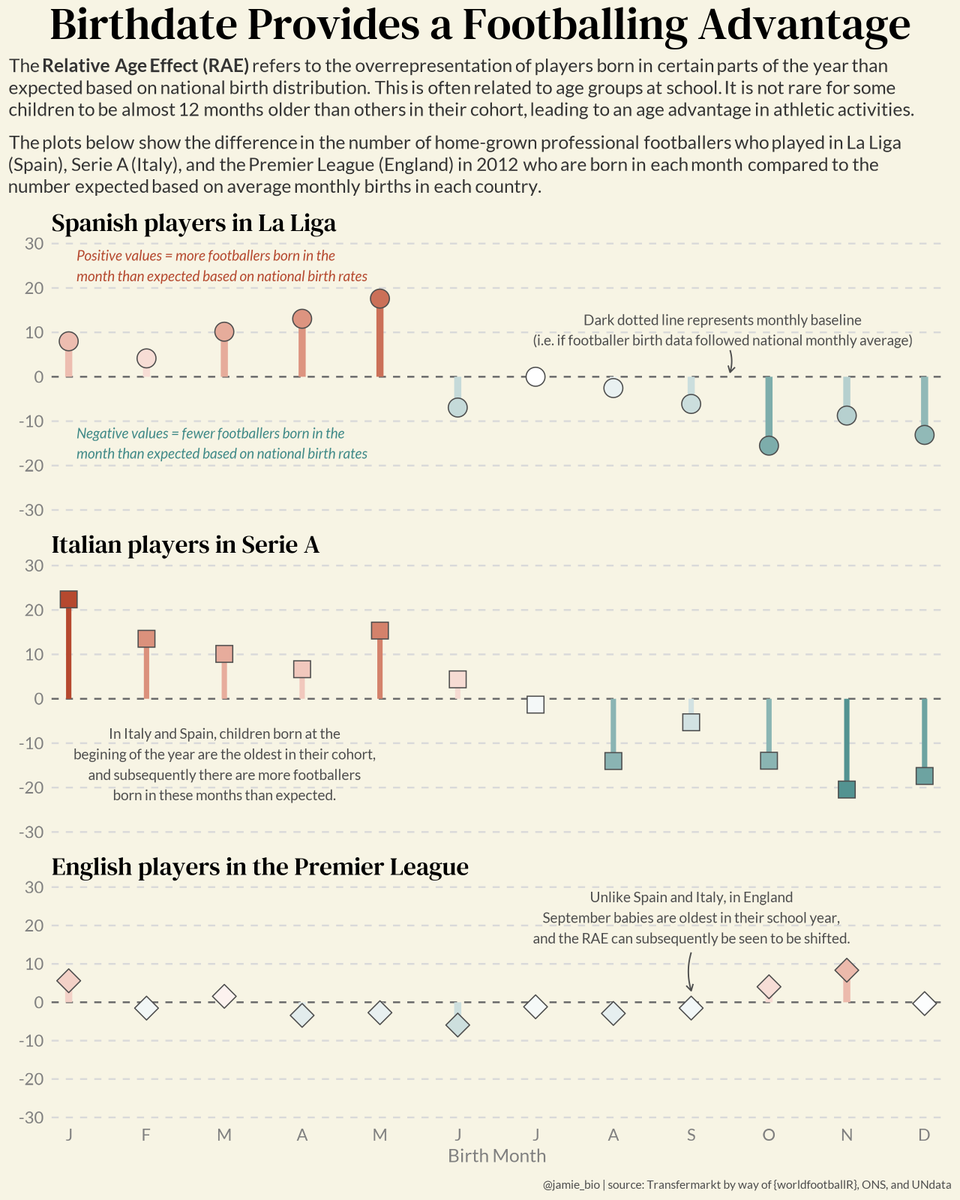 Birthdate Provides a Footballing Advantage
The Relative Age Effect (RAE) refers to the overrepresentation of players born in certain parts of the year than
expected based on national birth distribution. This is often related to age groups at school. It is not rare for some
children to be almost 12 months older than others in their cohort, leading to an age advantage in athletic activities.
The plots below show the difference in the number of home-grown professional footballers who played in La Liga
(Spain), Serie A (Italy), and the Premier League (England) in 2012 who are born in each month compared to the
number expected based on average monthly births in each country.
Spanish players in La Liga
30
Positive values = more footballers born in the
month than expected based on national birth rates
20
Dark dotted line represents monthly baseline
10
(i.e. if footballer birth data followed national monthly average)
0
-10
Negative values = fewer footballers born in the
month than expected based on national birth rates
-20
-30
Italian players in Serie A
30
20
10
0
In Italy and Spain, children born at the
-10
begining of the year are the oldest in their cohort,
and subsequently there are more footballers
-20
born in these months than expected.
-30
English players in the Premier League
30
Unlike Spain and Italy, in England
September babies are oldest in their school year,
20
and the RAE can subsequently be seen to be shifted.
10
0
-10
-20
-30
J F M A M J J A S O N D
Birth Month
@jamie_bio | source: Transfermarkt by way of {worldfootballR}, ONS, and UNdata